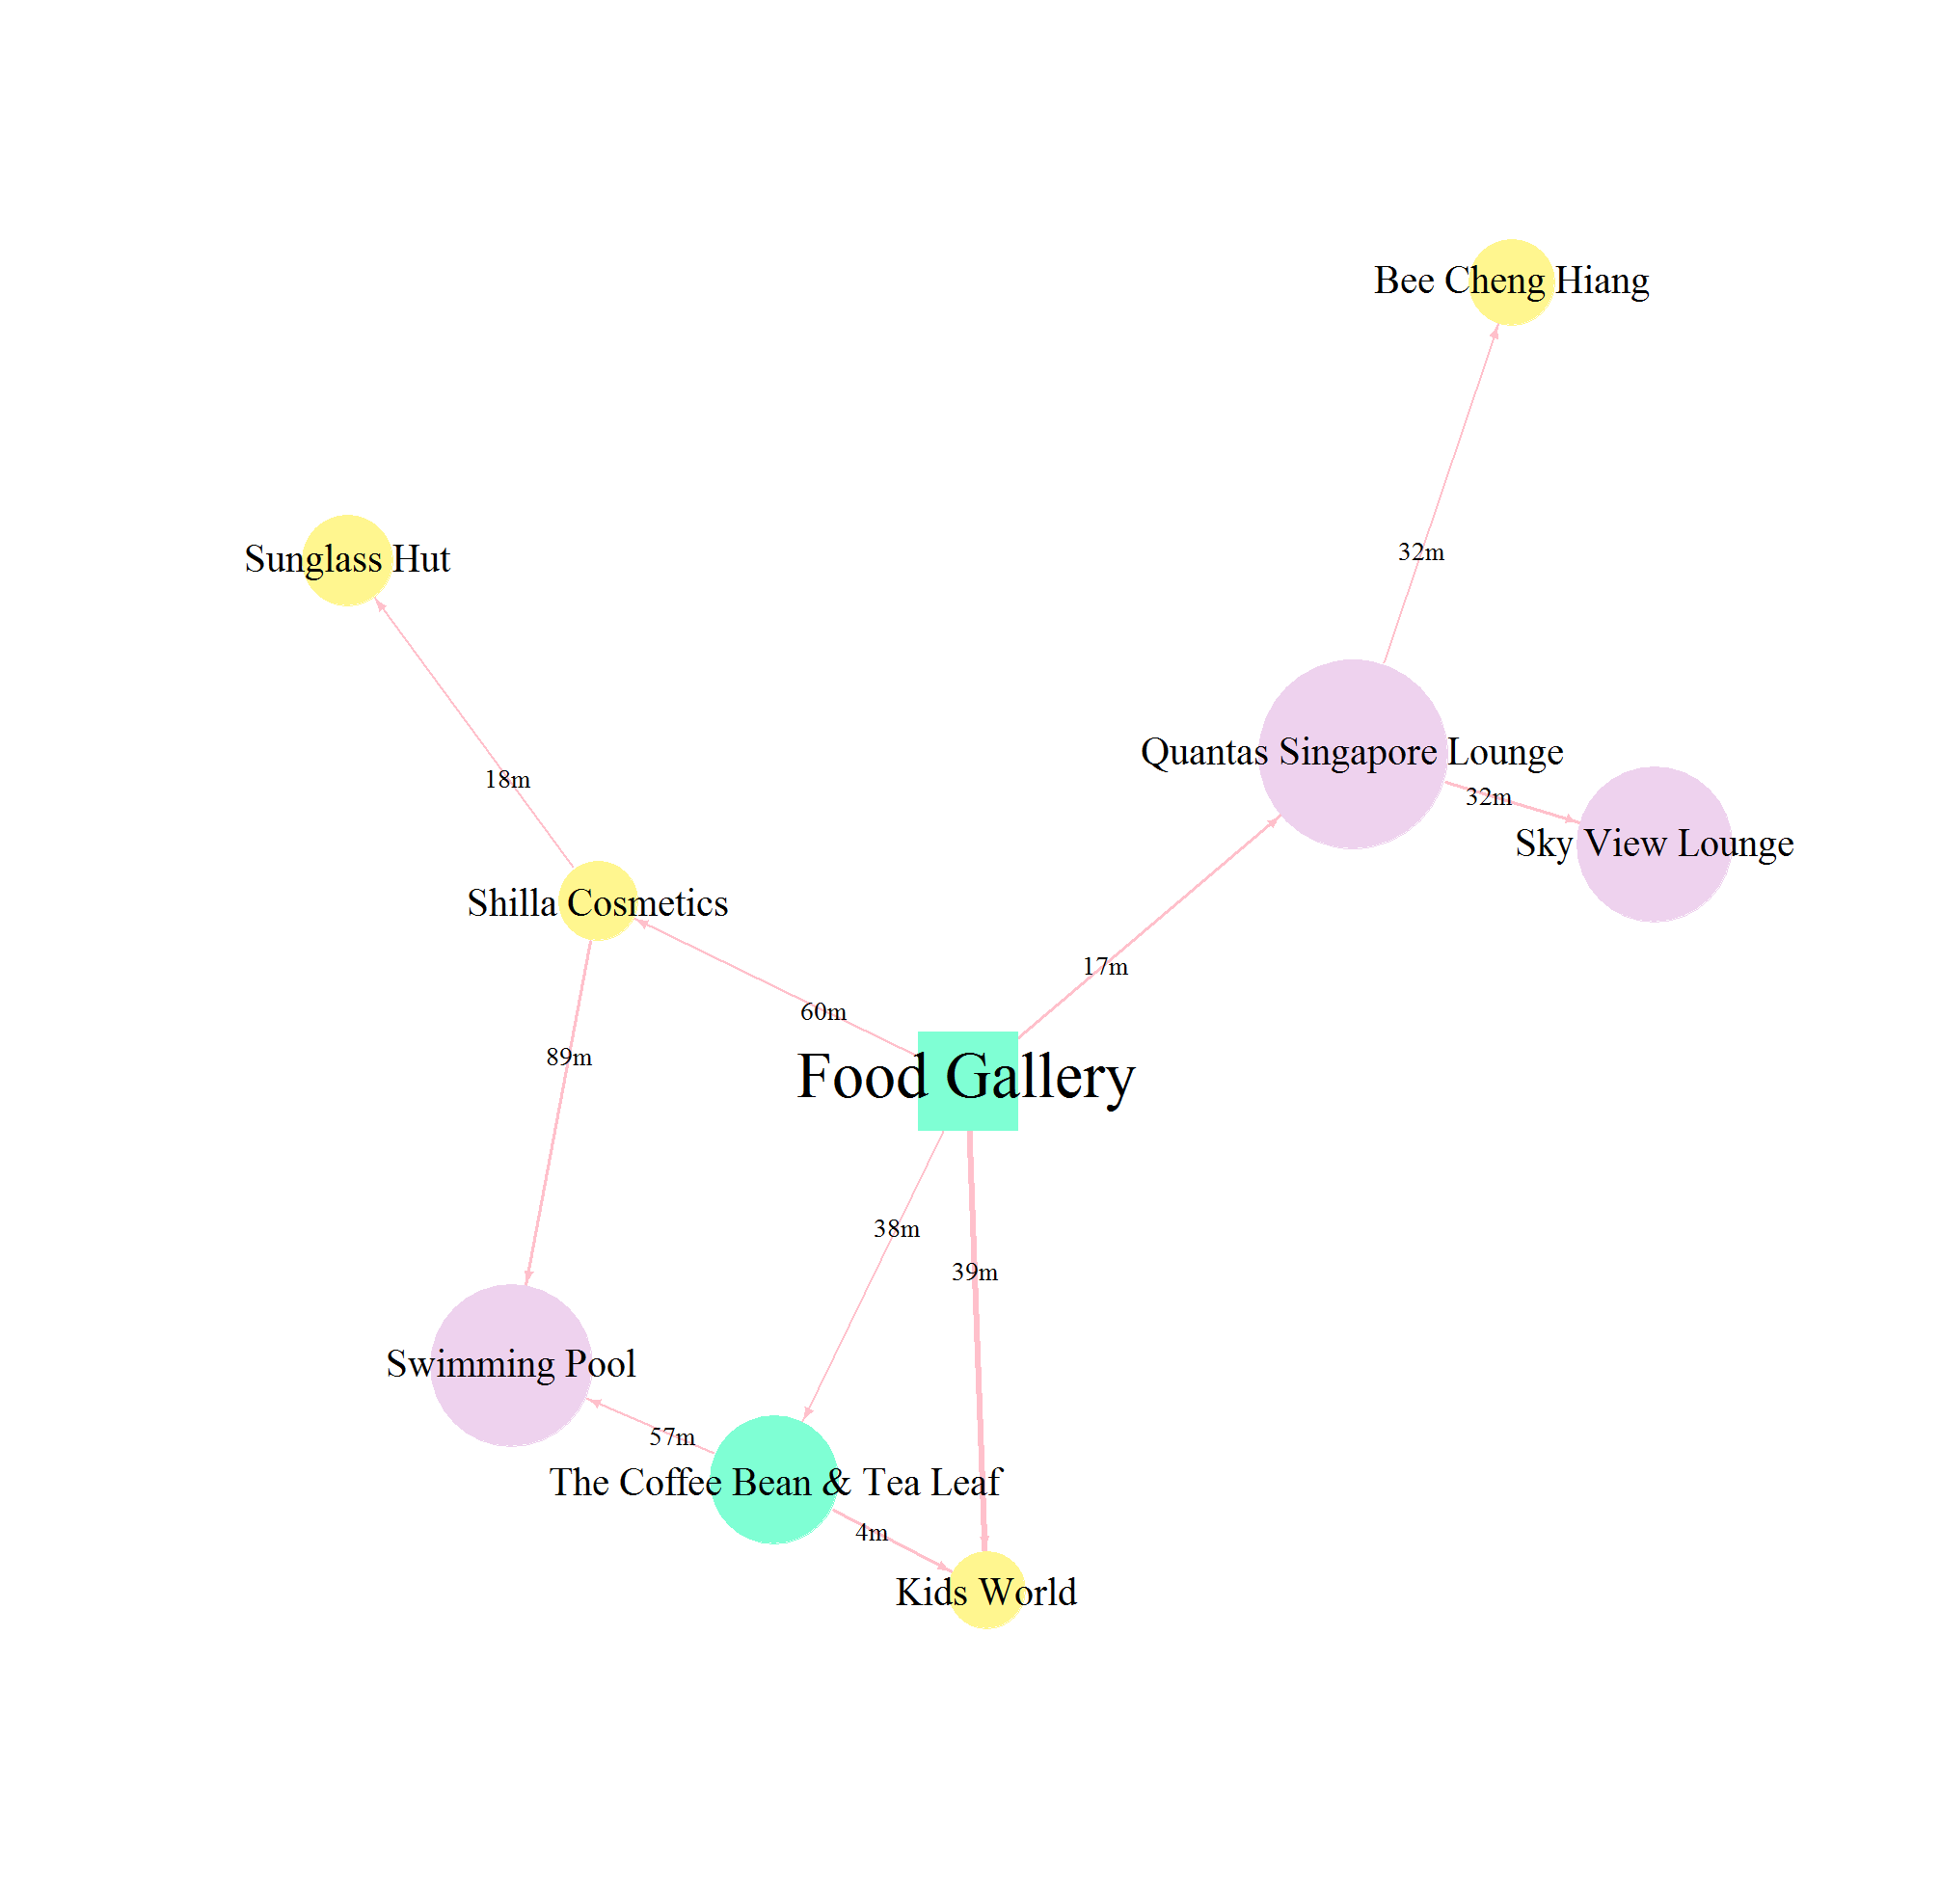 Bee Cheng Hiang
32m
Sunglass Hut
Quantas Singapore Lounge
18m
32m
Sky View Lounge
Shilla Cosmetics
17m
60m
89m
Food Gallery
38m
39m
Swimming Pool
57m
The Coffee Bean & Tea Leaf
4m
Kids World